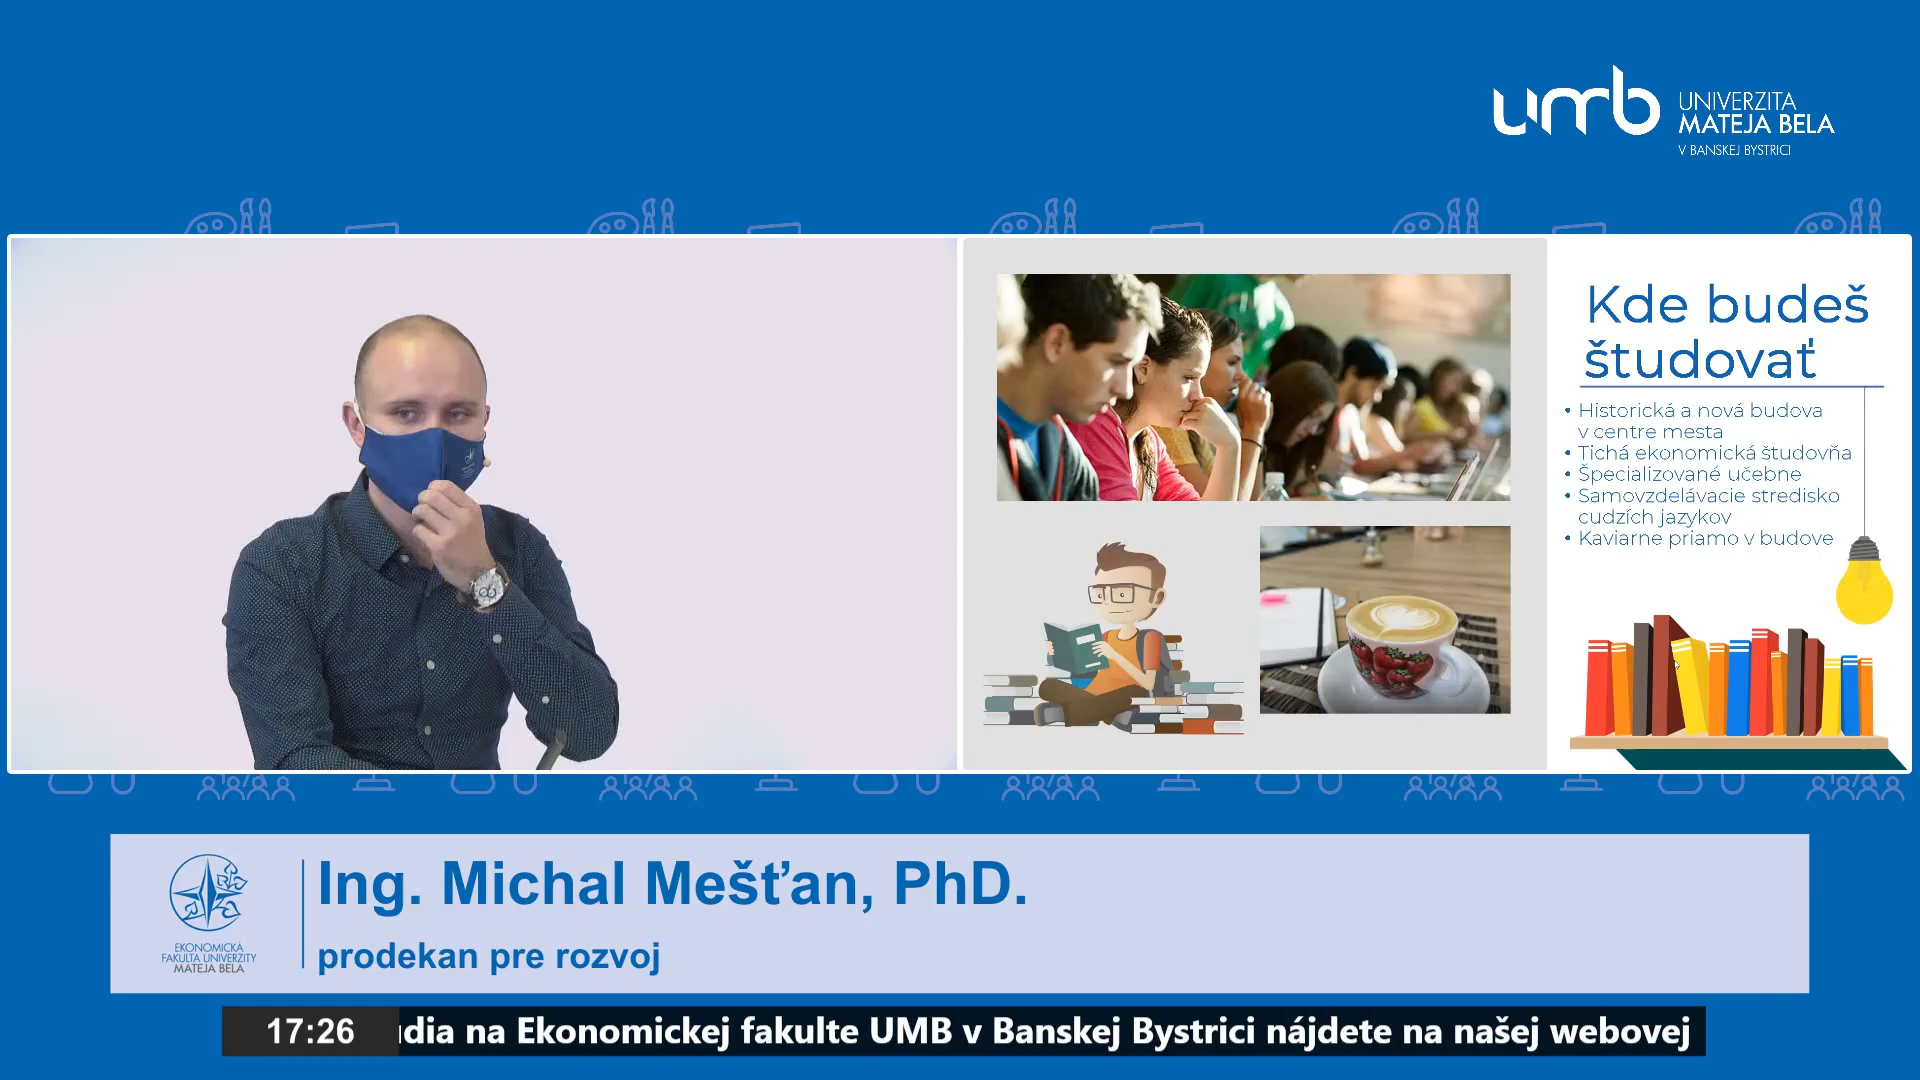 umb
UNIVERZITA
MATEJA BELA
V BANSKEJ BYSTRICI
Kde budeš
študovať
• Historická a nová budova
v centre mesta
• Tichá ekonomická študovňa
• Špecializované učebne
• Samovzdelávacie stredisko
cudzích jazykov
• Kaviarne priamo v budove
EKONOMICKÁ
FAKULTA UNIVERZITY
MATEJA BELA
Ing. Michal Mešťan, PhD.
prodekan pre rozvoj
17:26
udia na Ekonomickej fakulte UMB v Banskej Bystrici nájdete na našej webovej